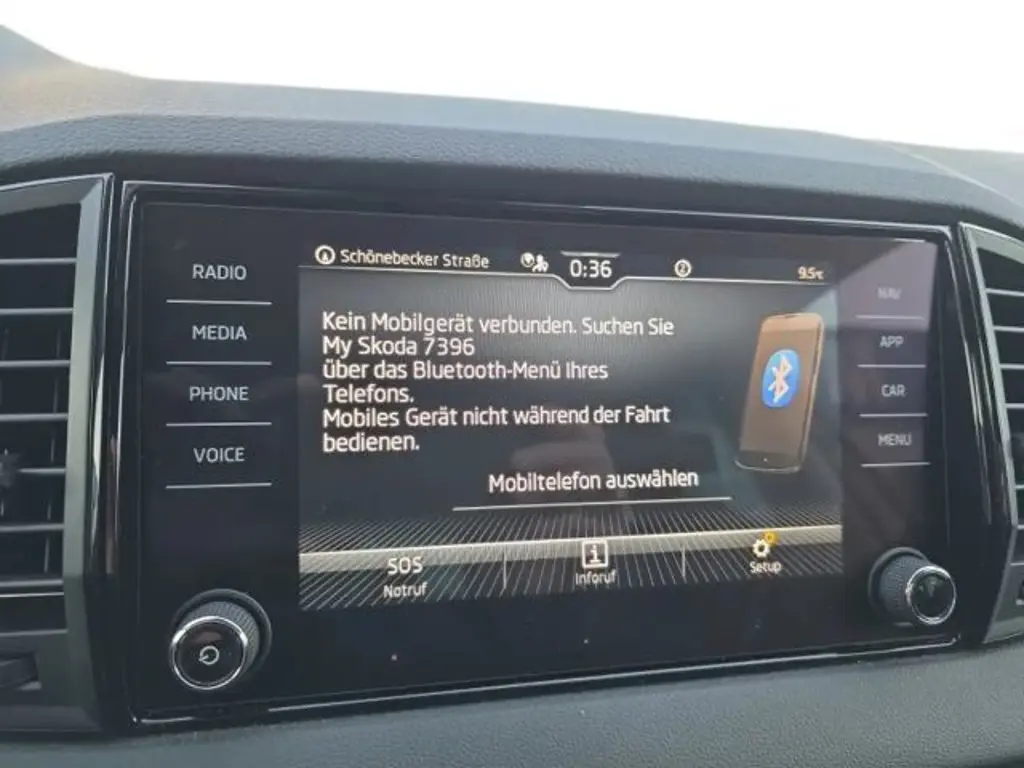 Schönebecker Straße
0:36
2
9.5°C
RADIO
MEDIA
PHONE
VOICE
Kein Mobilgerät verbunden. Suchen Sie
My Skoda 7396
über das Bluetooth-Menü Ihres
Telefons.
Mobiles Gerät nicht während der Fahrt
bedienen.
Mobiltelefon auswählen
SOS
Notruf
i
Inforuf
Setup
NAV
APP
CAR
MENU